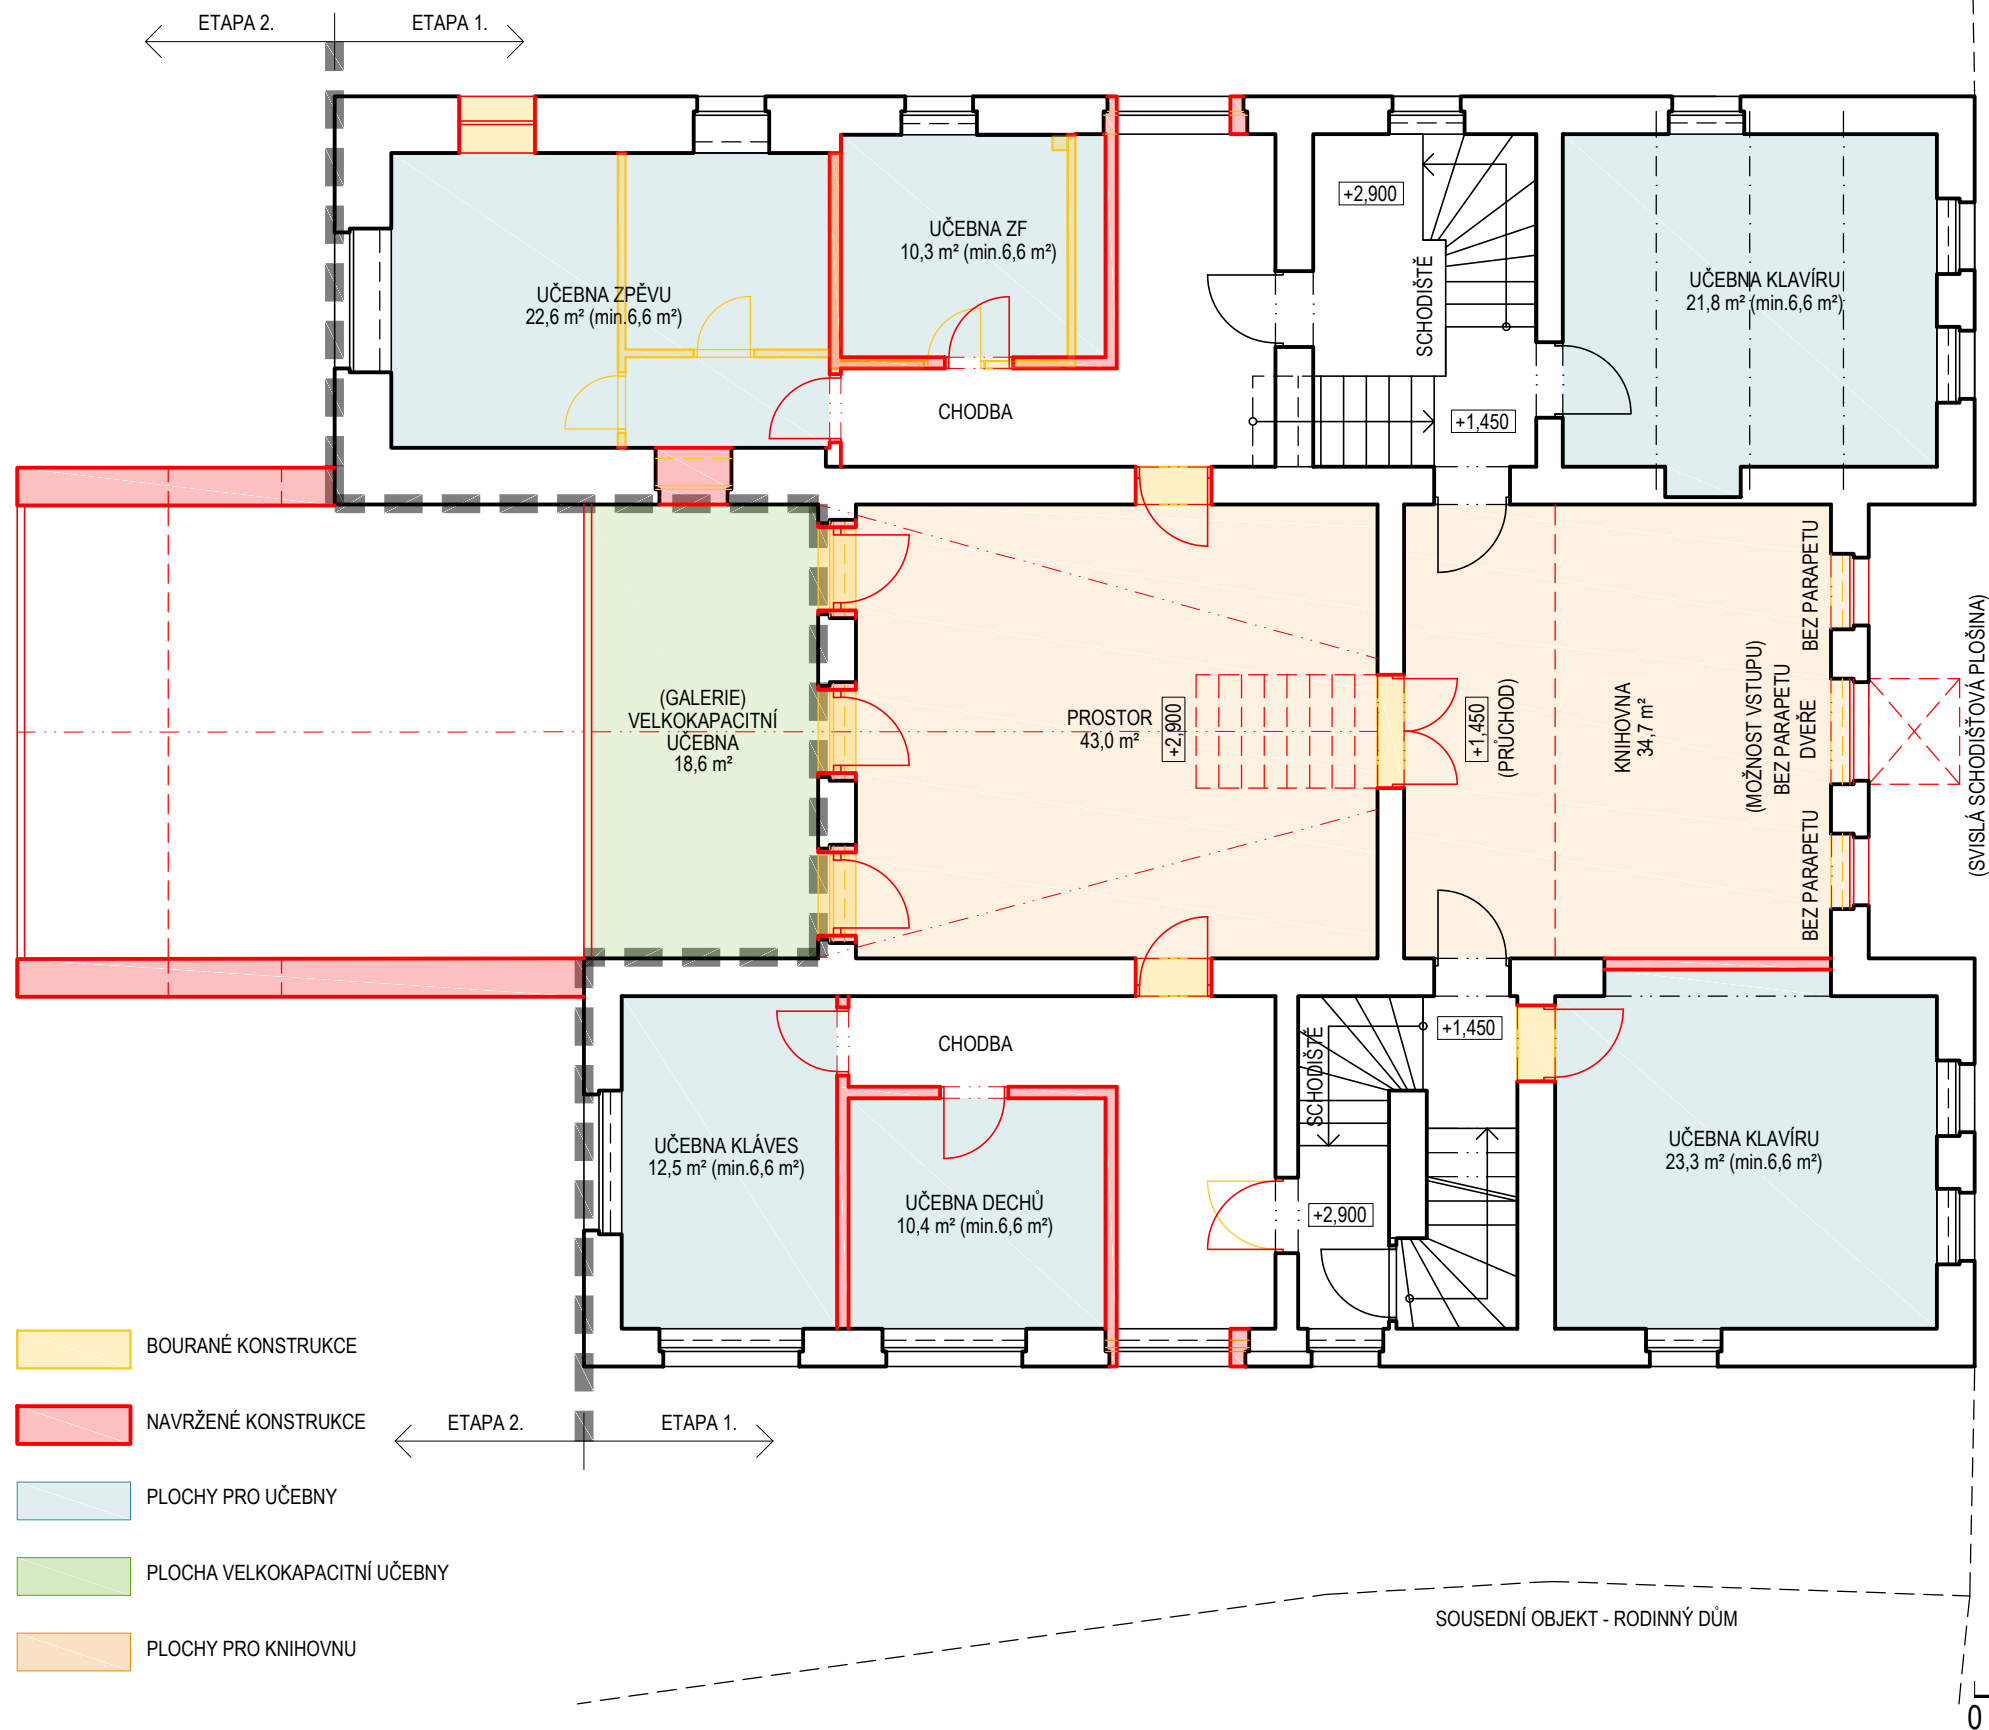 ETAPA 2.
ETAPA 1.
+2,900
UČEBNA ZF
10,3 m² (min.6,6 m²)
UČEBNA ZPĚVU
22,6 m² (min.6,6 m²)
SCHODIŠTĚ
UČEBNA KLAVÍRU
21,8 m² (min.6,6 m²)
CHODBA
+1,450
(GALERIE)
VELKOKAPACITNÍ
UČEBNA
18,6 m²
PROSTOR
43,0 m²
+2,900
+1,450
(PRŮCHOD)
KNIHOVNA
34,7 m²
(MOŽNOST VSTUPU)
BEZ PARAPETU
DVEŘE
BEZ PARAPETU
BEZ PARAPETU
(SVISLÁ SCHODIŠŤOVÁ PLOŠINA)
CHODBA
SCHODIŠTĚ
+1,450
UČEBNA KLÁVES
12,5 m² (min.6,6 m²)
UČEBNA DECHŮ
10,4 m² (min.6,6 m²)
+2,900
UČEBNA KLAVÍRU
23,3 m² (min.6,6 m²)
BOURANÉ KONSTRUKCE
NAVRŽENÉ KONSTRUKCE
ETAPA 2.
ETAPA 1.
PLOCHY PRO UČEBNY
PLOCHA VELKOKAPACITNÍ UČEBNY
PLOCHY PRO KNIHOVNU
SOUSEDNÍ OBJEKT - RODINNÝ DŮM
0